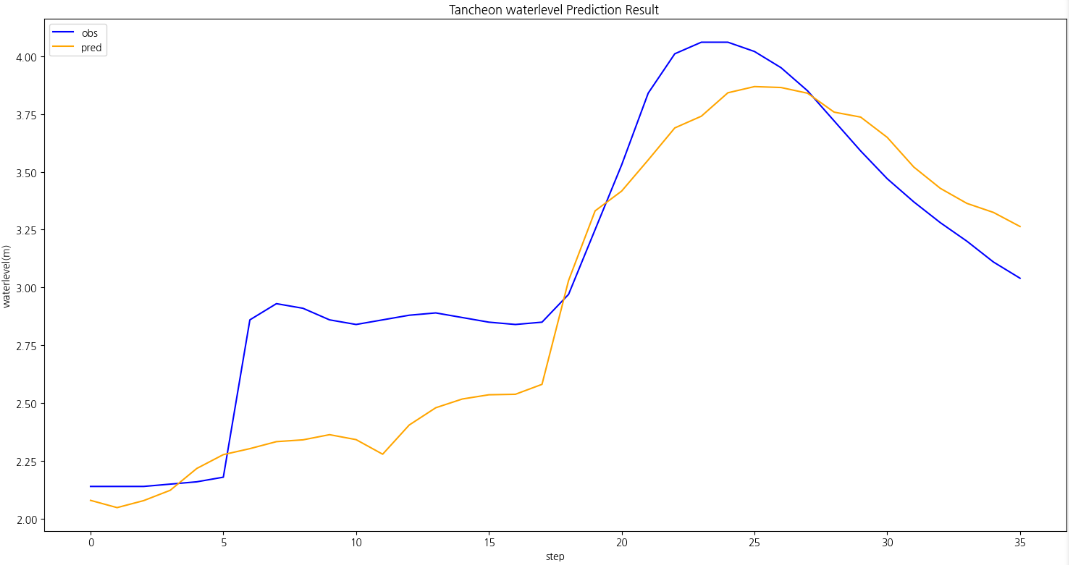 Tancheon waterlevel Prediction Result
obs
pred
4.00
3.75
3.50
3.25
3.00
2.75
2.50
2.25
2.00
waterlevel(m)
0 5 10 15 20 25 30 35
step